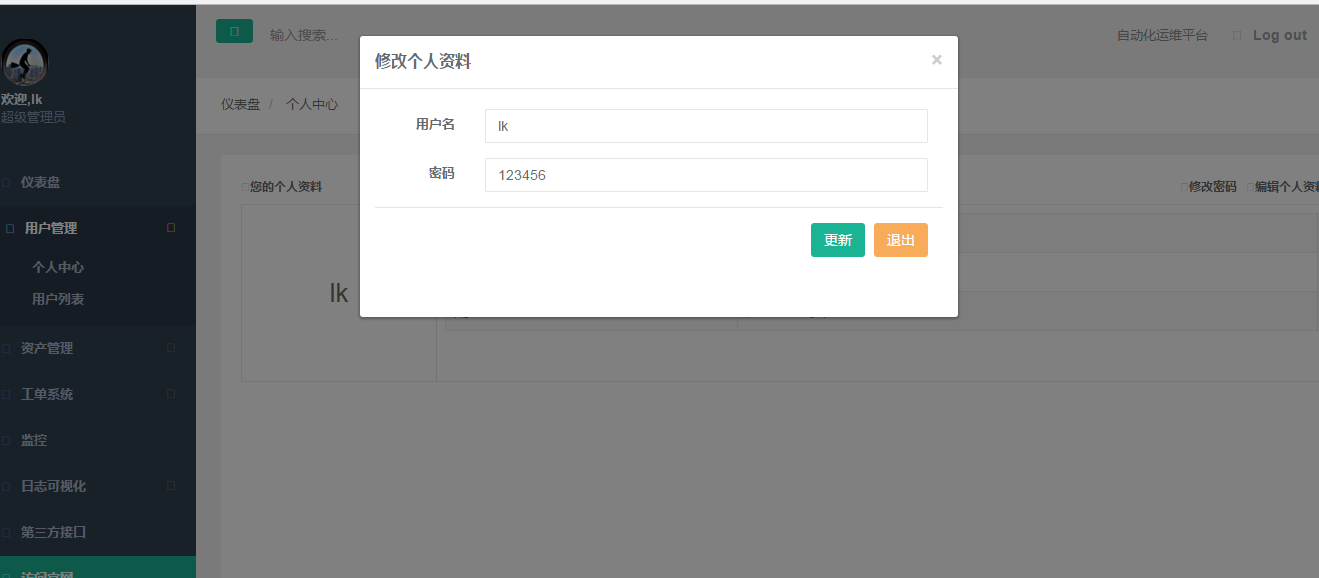 输入搜索...
自动化运维平台
Log out
欢迎,lk
超级管理员
仪表盘
用户管理
个人中心
用户列表
资产管理
工单系统
监控
日志可视化
第三方接口
访问官网
仪表盘 / 个人中心
您的个人资料
修改密码
编辑个人资料
lk
修改个人资料
×
用户名
lk
密码
123456
更新
退出